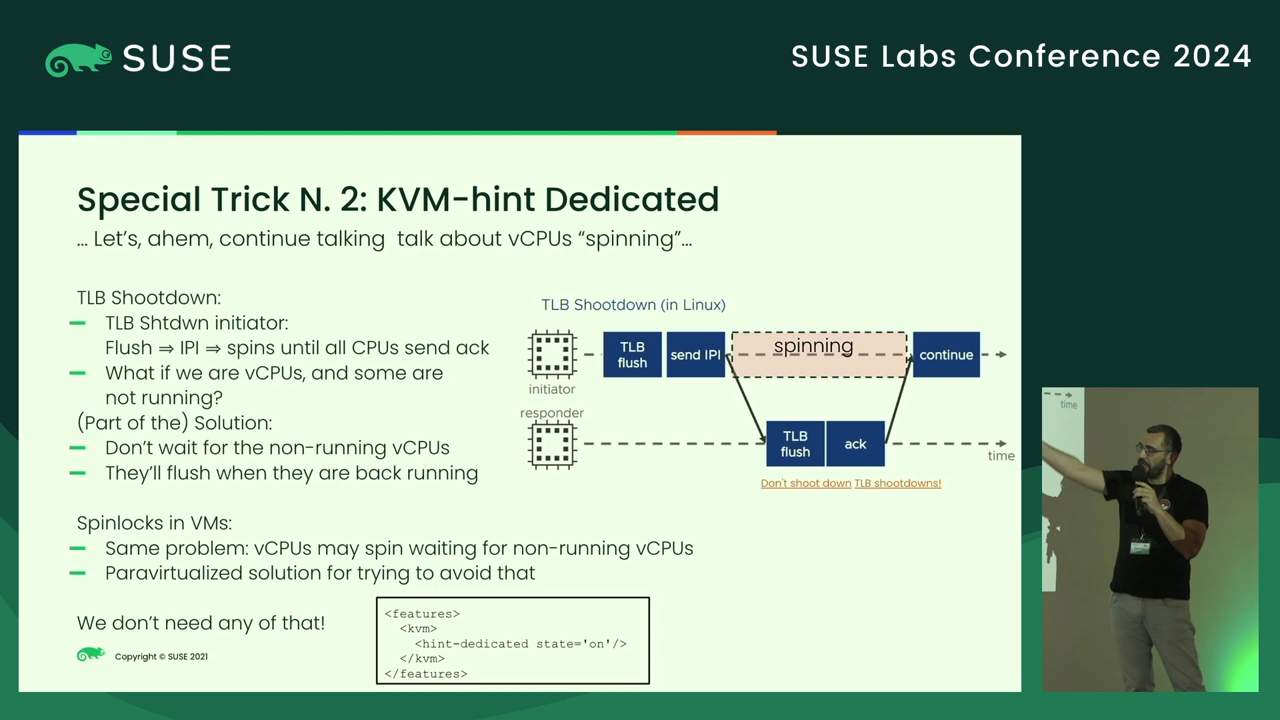 SUSE
SUSE Labs Conference 2024
Special Trick N. 2: KVM-hint Dedicated
... Let's, ahem, continue talking  talk about vCPUs “spinning”...
TLB Shootdown:
TLB Shtdwn initiator:
Flush ⇒ IPI ⇒ spins until all CPUs send ack
What if we are vCPUs, and some are
not running?
(Part of the) Solution:
Don't wait for the non-running vCPUs
They'll flush when they are back running
Spinlocks in VMs:
Same problem: vCPUs may spin waiting for non-running vCPUs
Paravirtualized solution for trying to avoid that
We don't need any of that!
<features>
<kvm>
<hint-dedicated state='on'/>
</kvm>
</features>
TLB Shootdown (in Linux)
initiator
TLB
flush
send IPI
spinning
continue
responder
TLB
flush
ack
time
Don't shoot down TLB shootdowns!
Copyright © SUSE 2021
time